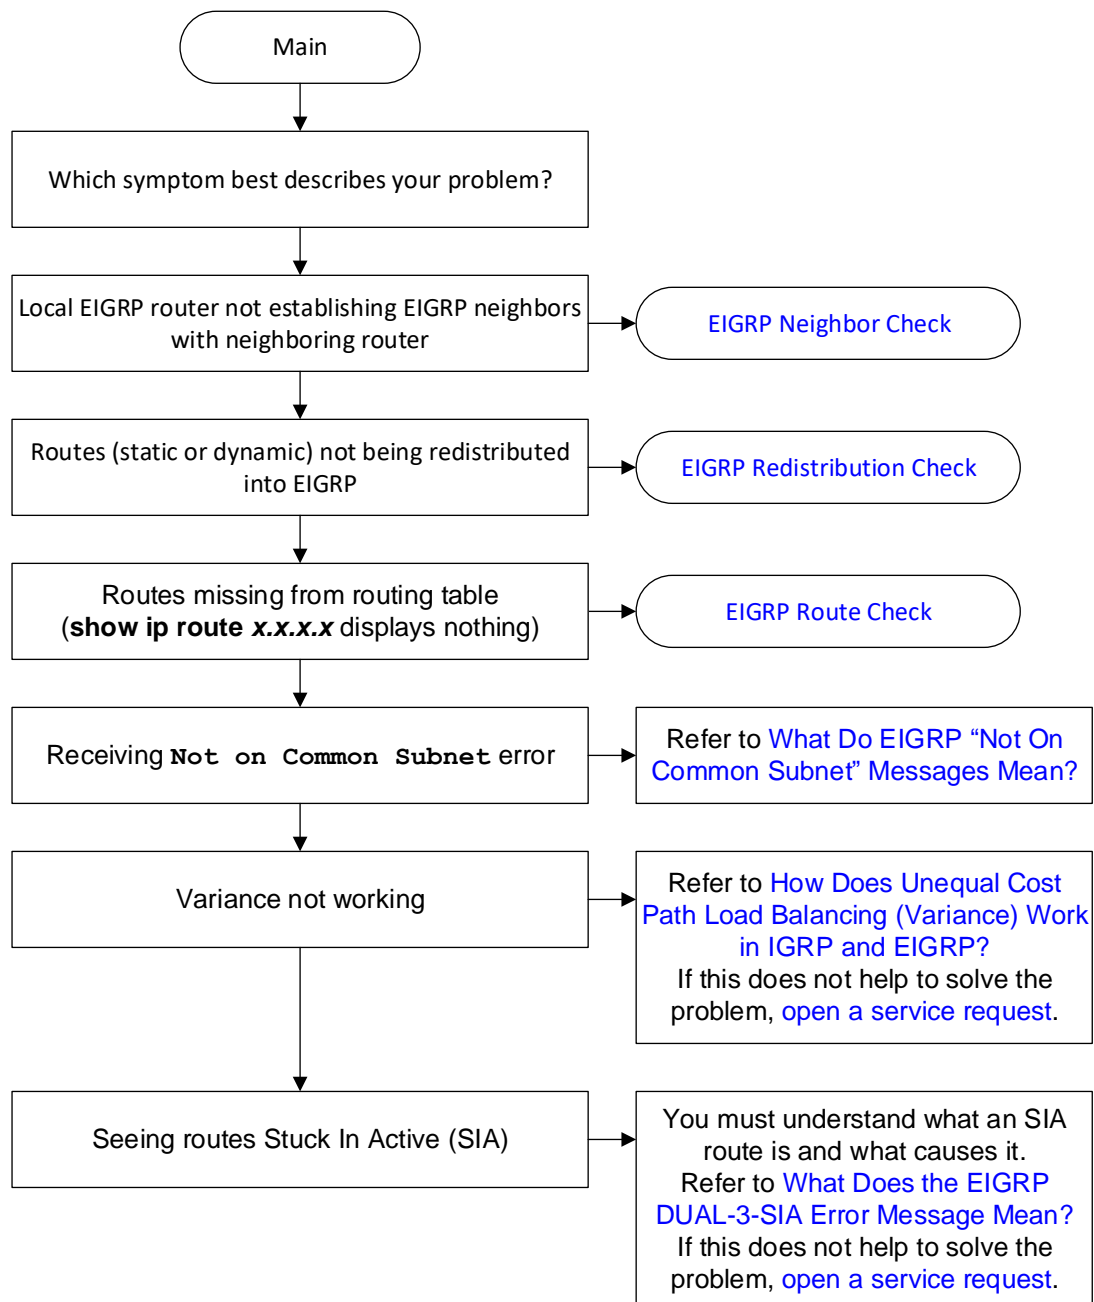 Main
Which symptom best describes your problem?
Local EIGRP router not establishing EIGRP neighbors
with neighboring router
EIGRP Neighbor Check
Routes (static or dynamic) not being redistributed
into EIGRP
EIGRP Redistribution Check
Routes missing from routing table
(show ip route x.x.x.x displays nothing)
EIGRP Route Check
Receiving Not on Common Subnet error
Refer to What Do EIGRP “Not On
Common Subnet” Messages Mean?
Variance not working
Refer to How Does Unequal Cost
Path Load Balancing (Variance) Work
in IGRP and EIGRP?
If this does not help to solve the
problem, open a service request.
Seeing routes Stuck In Active (SIA)
You must understand what an SIA
route is and what causes it.
Refer to What Does the EIGRP
DUAL-3-SIA Error Message Mean?
If this does not help to solve the
problem, open a service request.